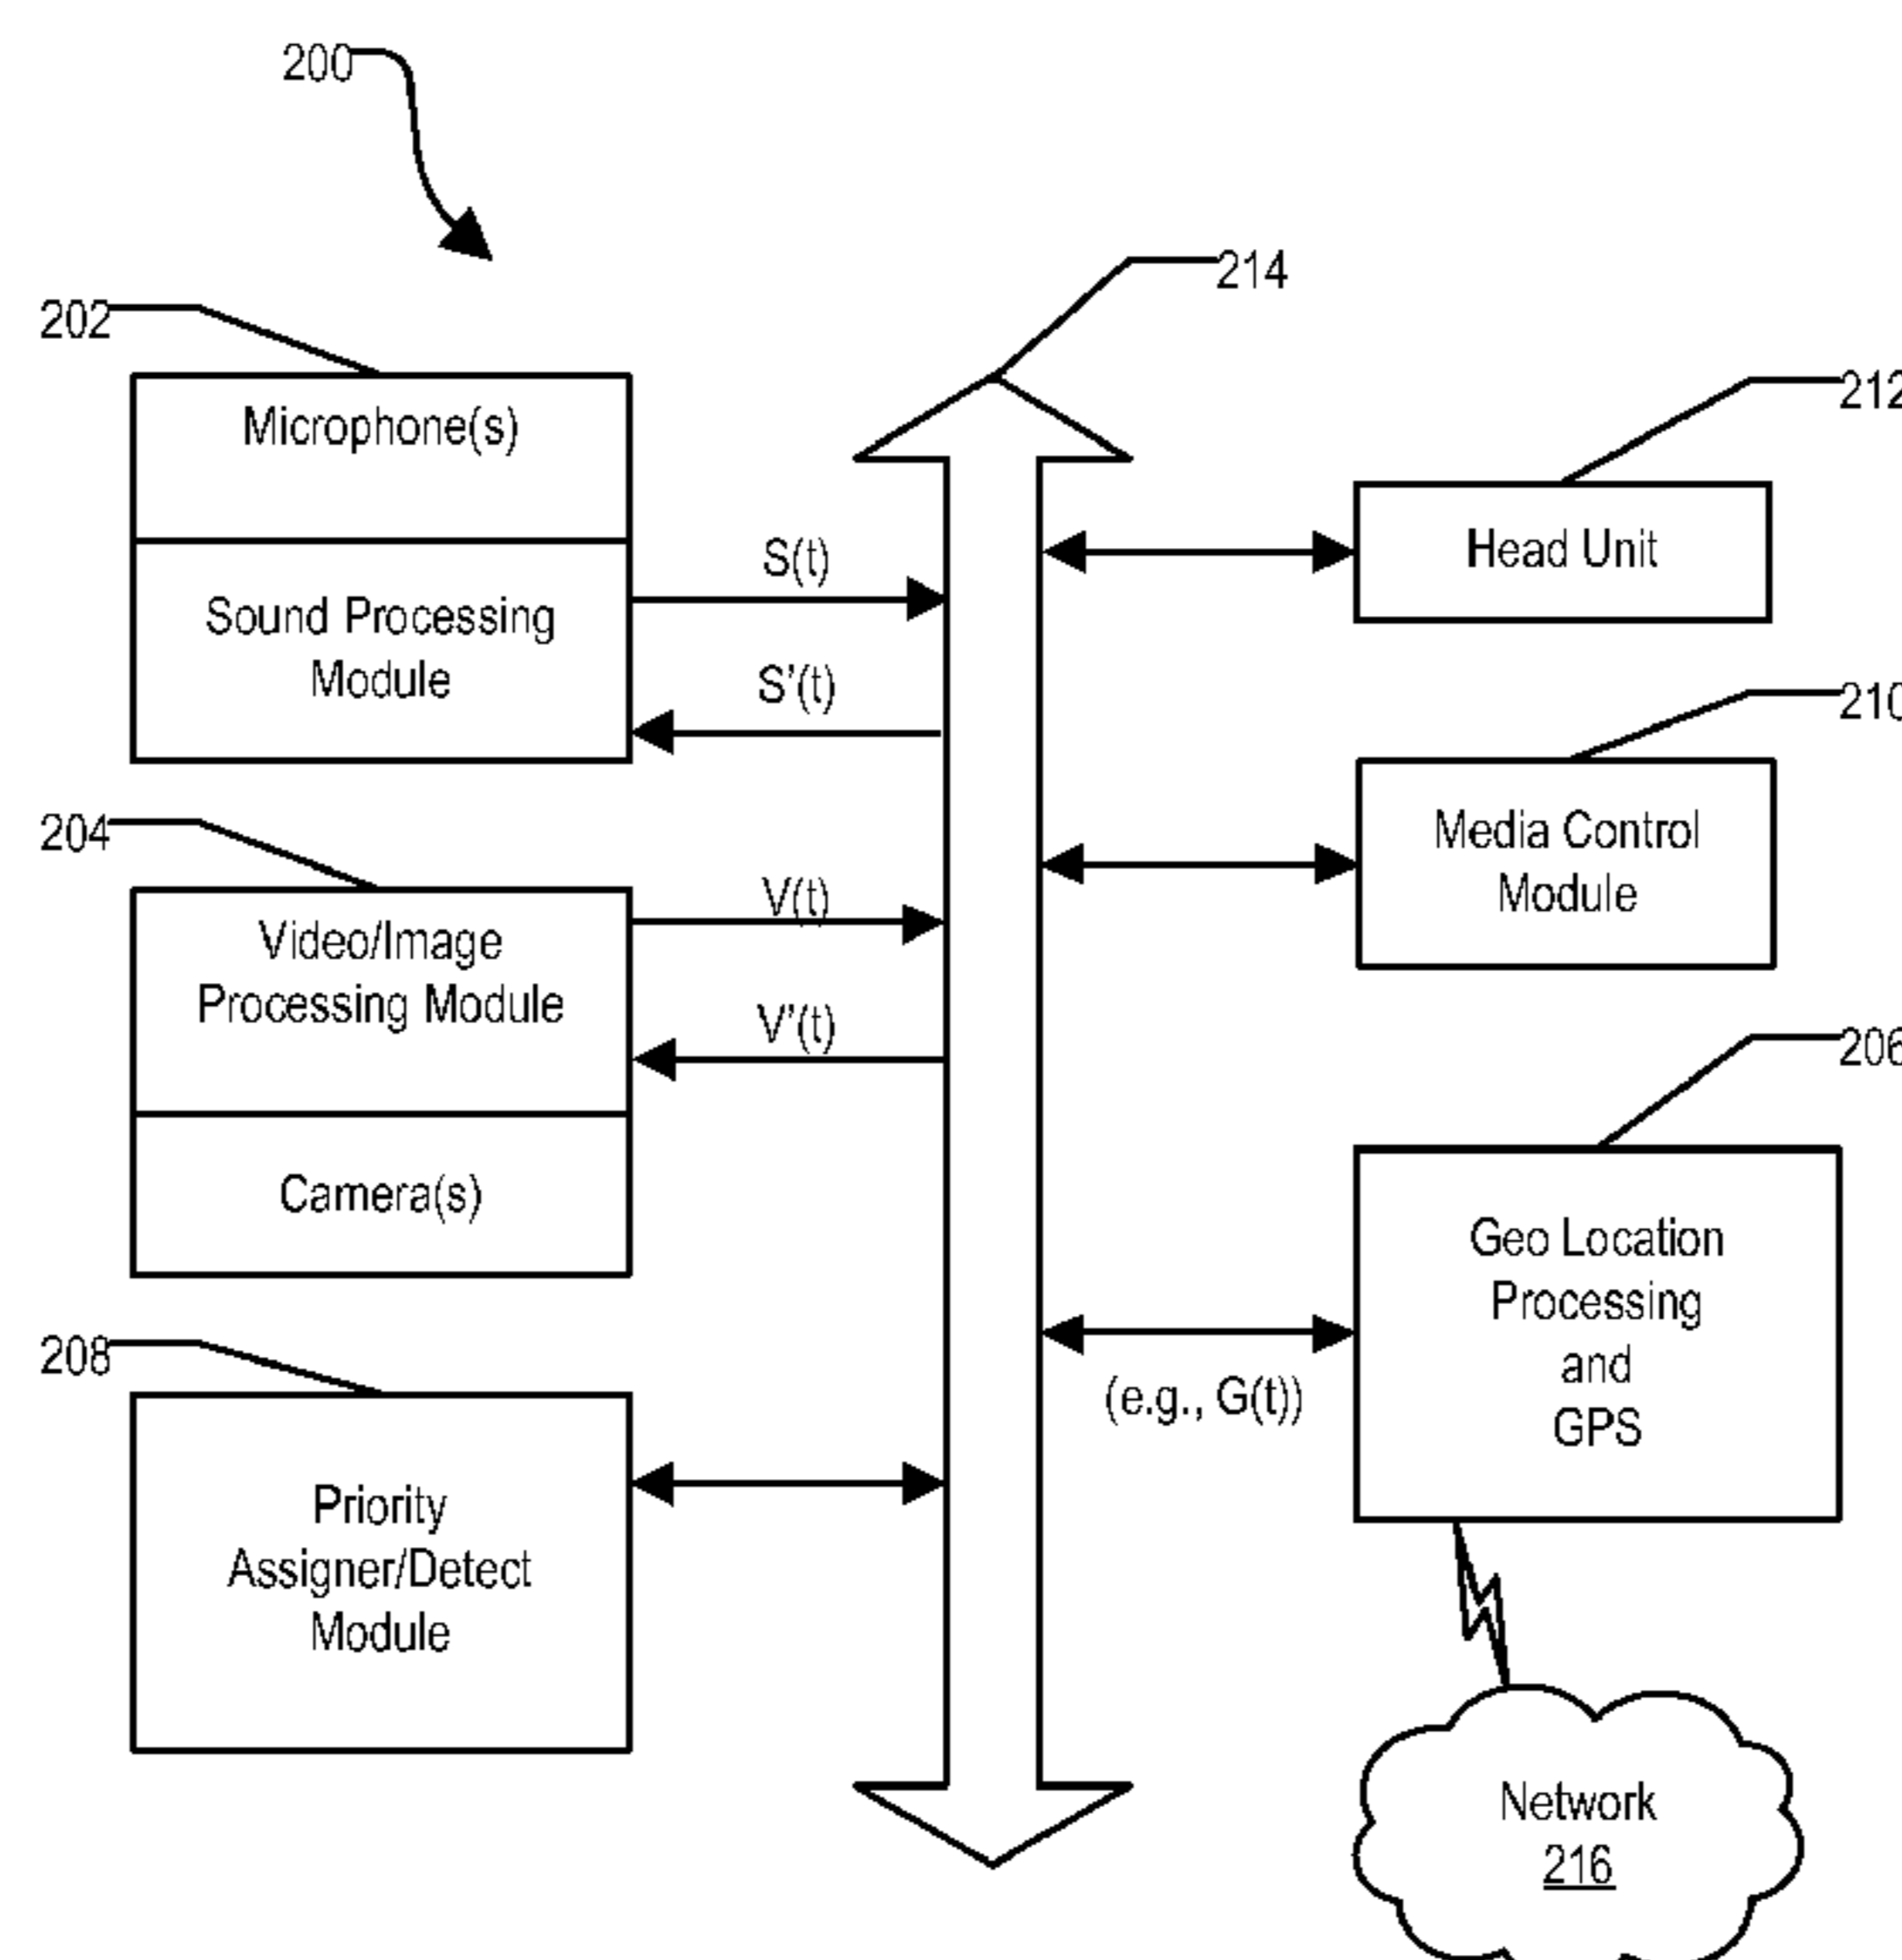 200
214
202
Microphone(s)
Sound Processing
Module
S(t)
S'(t)
212
Head Unit
210
Media Control
Module
204
Video/Image
Processing Module
Camera(s)
V(t)
V'(t)
206
Geo Location
Processing
and
GPS
(e.g., G(t))
208
Priority
Assigner/Detect
Module
Network
216